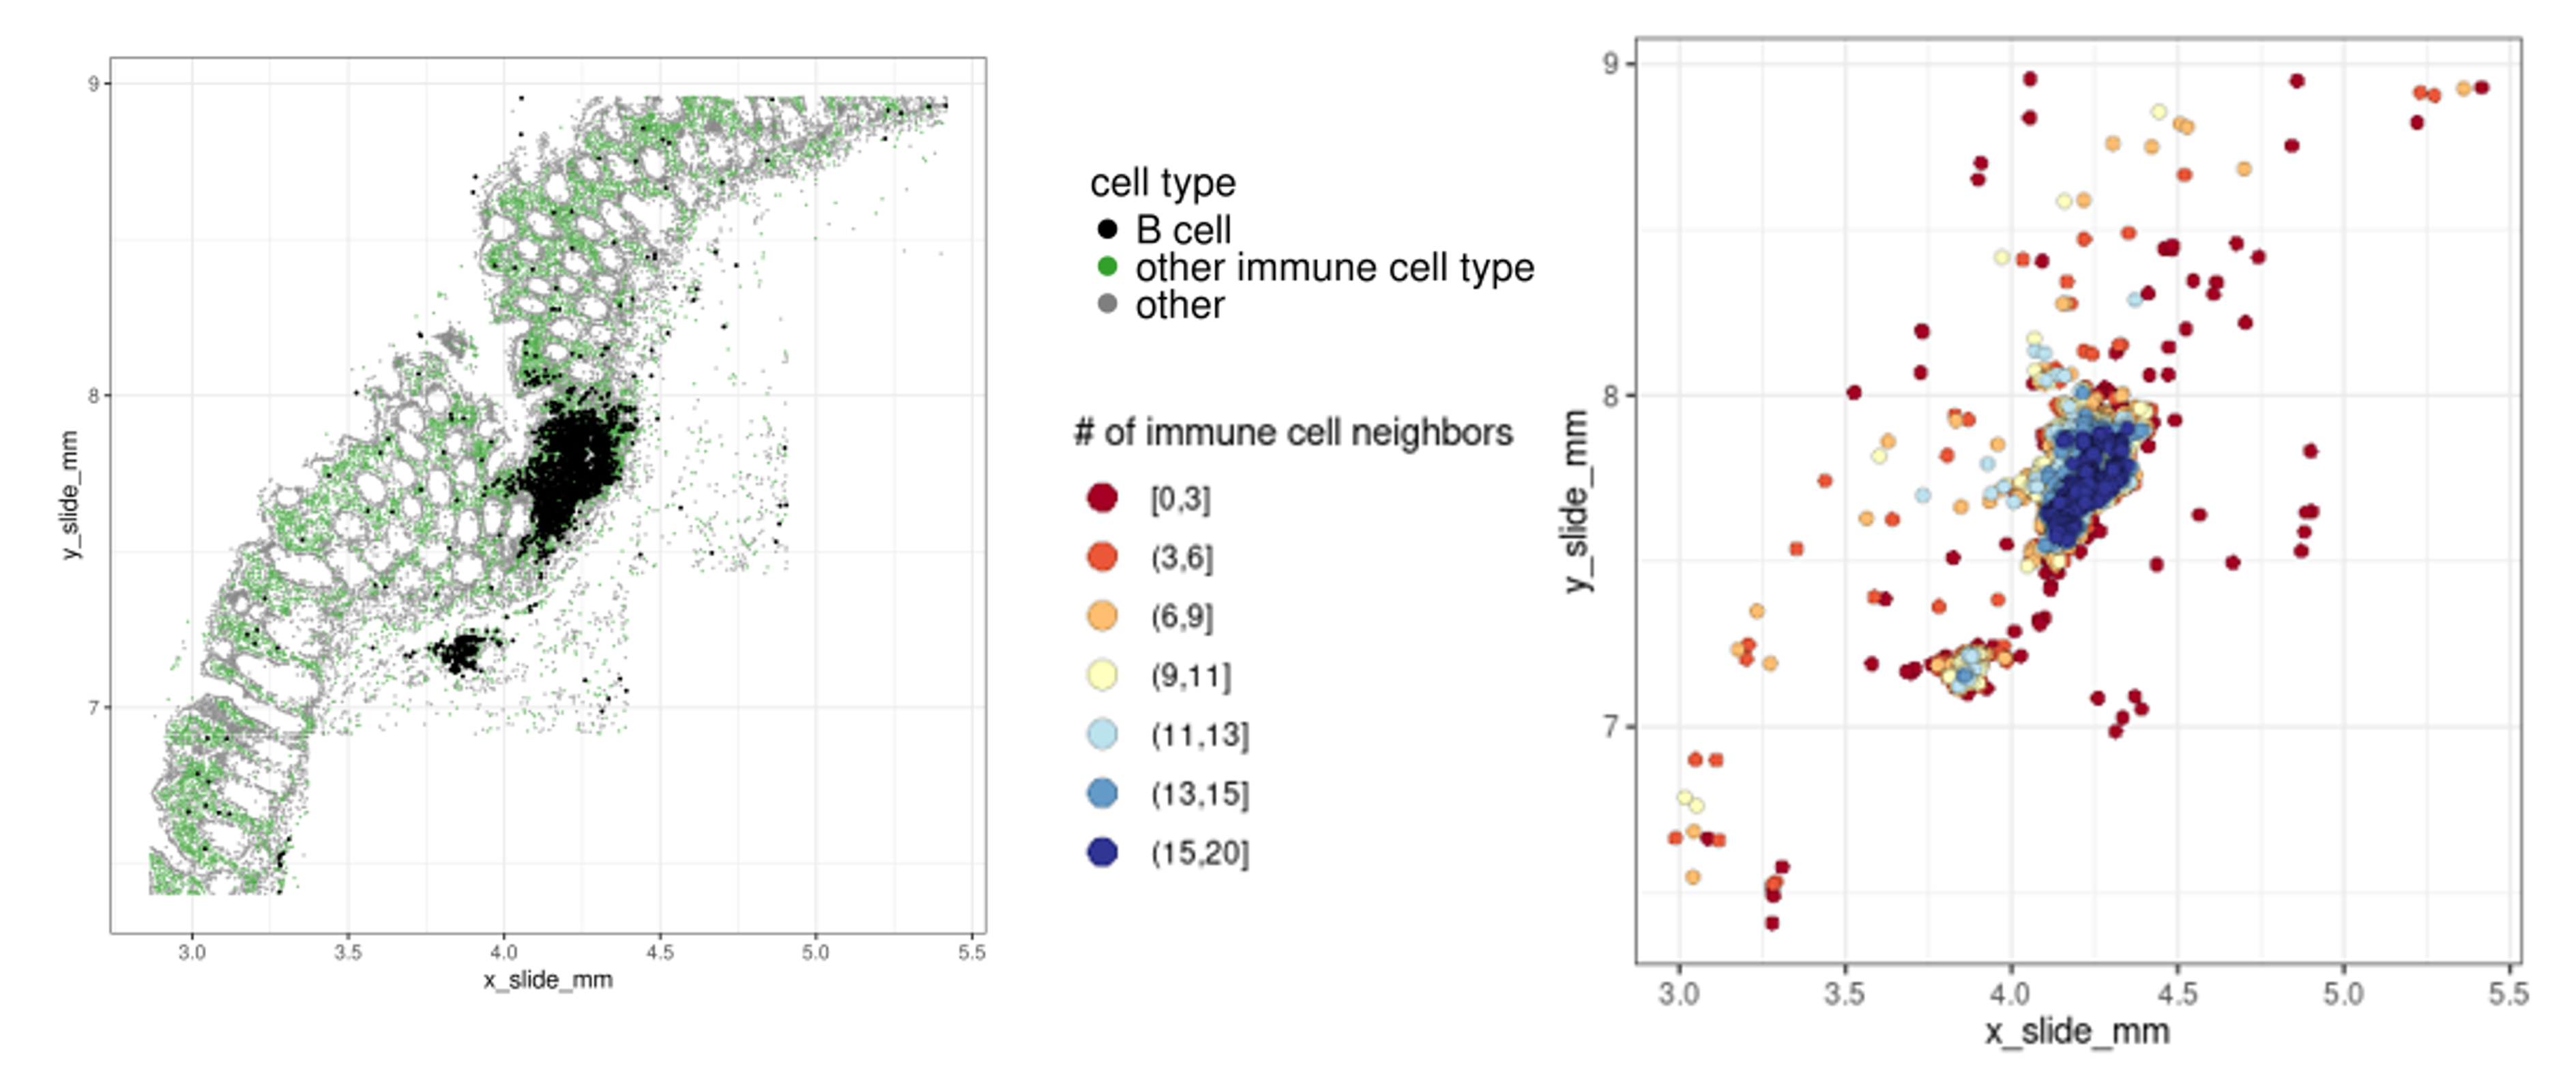 9
8
7
y_slide_mm
3.0 3.5 4.0 4.5 5.0 5.5
x_slide_mm
cell type
B cell
other immune cell type
other
# of immune cell neighbors
[0,3]
(3,6]
(6,9]
(9,11]
(11,13]
(13,15]
(15,20]
9
8
7
y_slide_mm
3.0 3.5 4.0 4.5 5.0 5.5
x_slide_mm